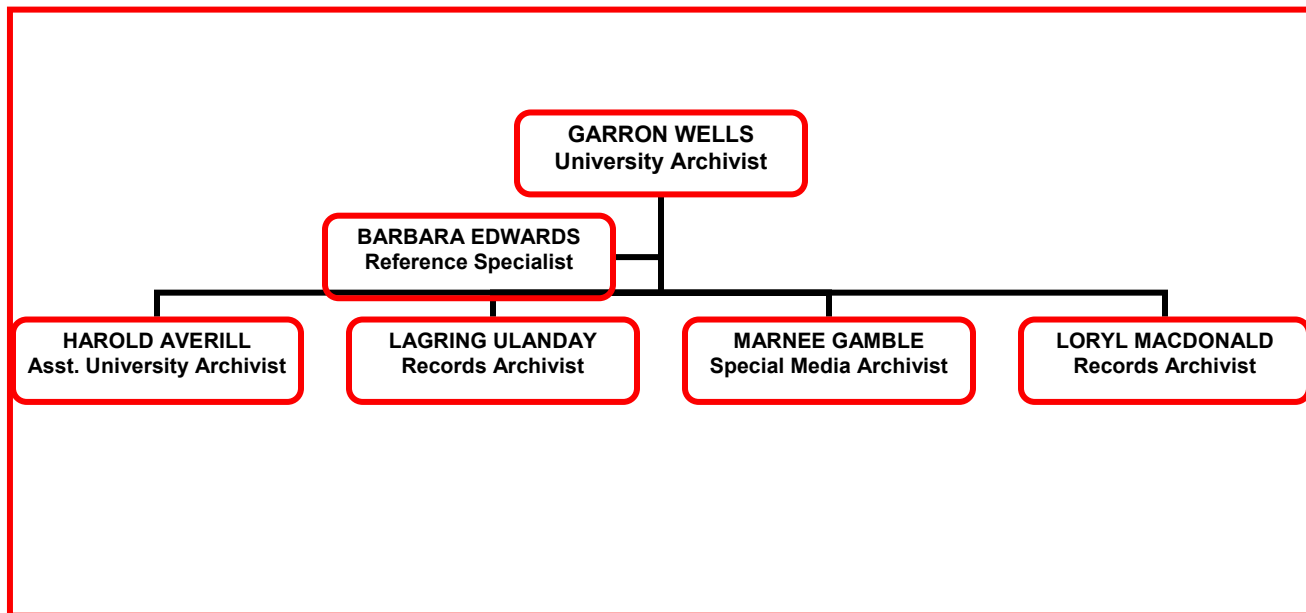 GARRON WELLS
University Archivist
BARBARA EDWARDS
Reference Specialist
HAROLD AVERILL
Asst. University Archivist
LAGRING ULANDAY
Records Archivist
MARNEE GAMBLE
Special Media Archivist
LORYL MACDONALD
Records Archivist